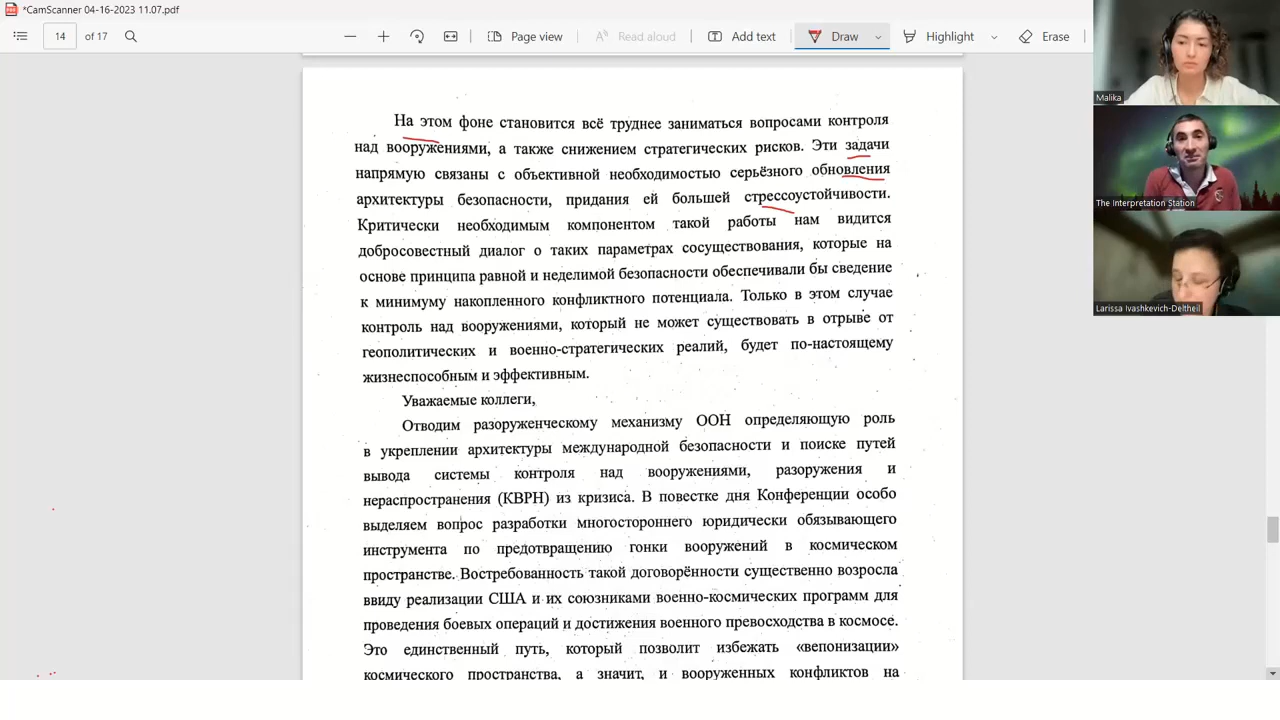 *CamScanner 04-16-2023 11.07.pdf
14 of 17 Page view Read aloud Add text Draw Highlight Erase
Malika
The Interpretation Station
Larissa Ivashkevich-Deltheil
На этом фоне становится всё труднее заниматься вопросами контроля
над вооружениями, а также снижением стратегических рисков. Эти задачи
напрямую связаны с объективной необходимостью серьёзного обновления
архитектуры безопасности, придания ей большей стрессоустойчивости.
Критически необходимым компонентом такой работы нам видится
добросовестный диалог о таких параметрах сосуществования, которые на
основе принципа равной и неделимой безопасности обеспечивали бы сведение
к минимуму накопленного конфликтного потенциала. Только в этом случае
контроль над вооружениями, который не может существовать в отрыве от
геополитических и военно-стратегических реалий, будет по-настоящему
жизнеспособным и эффективным.
Уважаемые коллеги,
Отводим разоруженческому механизму ООН определяющую роль
в укреплении архитектуры международной безопасности и поиске путей
вывода системы контроля над вооружениями, разоружения и
нераспространения (КВРН) из кризиса. В повестке дня Конференции особо
выделяем вопрос разработки многостороннего юридически обязывающего
инструмента по предотвращению гонки вооружений в космическом
пространстве. Востребованность такой договорённости существенно возросла
ввиду реализации США и их союзниками военно-космических программ для
проведения боевых операций и достижения военного превосходства в космосе.
Это единственный путь, который позволит избежать «вепонизации»
космического пространства, а значит, и вооруженных конфликтов на